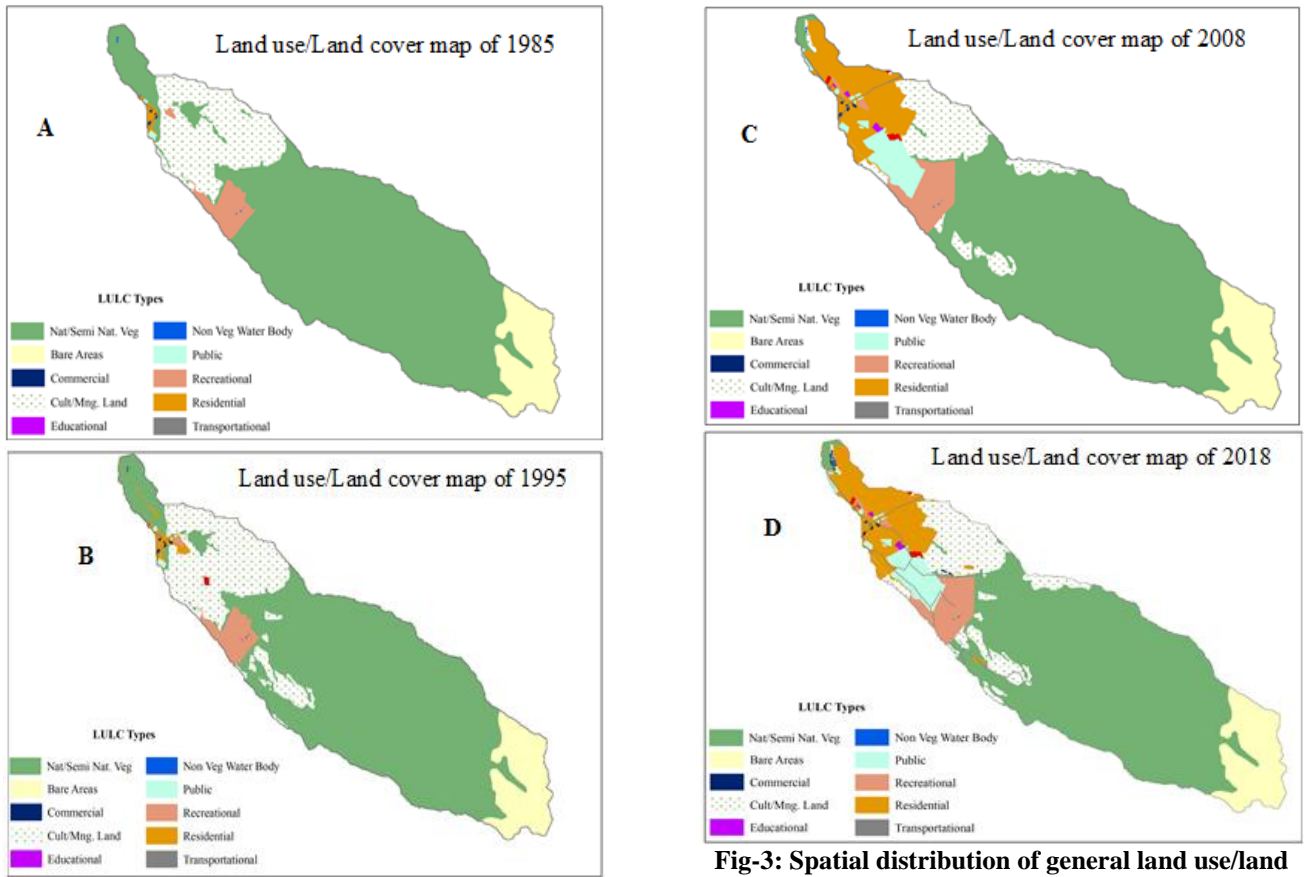 Land use/Land cover map of 1985
A
LULC Types
Nat/Semi Nat. Veg
Non Veg Water Body
Bare Areas
Public
Commercial
Recreational
Cult/Mng. Land
Residential
Educational
Transportational
Land use/Land cover map of 1995
B
LULC Types
Nat/Semi Nat. Veg
Non Veg Water Body
Bare Areas
Public
Commercial
Recreational
Cult/Mng. Land
Residential
Educational
Transportational
Land use/Land cover map of 2008
C
LULC Types
Nat/Semi Nat. Veg
Non Veg Water Body
Bare Areas
Public
Commercial
Recreational
Cult/Mng. Land
Residential
Educational
Transportational
Land use/Land cover map of 2018
D
LULC Types
Nat/Semi Nat. Veg
Non Veg Water Body
Bare Areas
Public
Commercial
Recreational
Cult/Mng. Land
Residential
Educational
Transportational
Fig-3: Spatial distribution of general land use/land